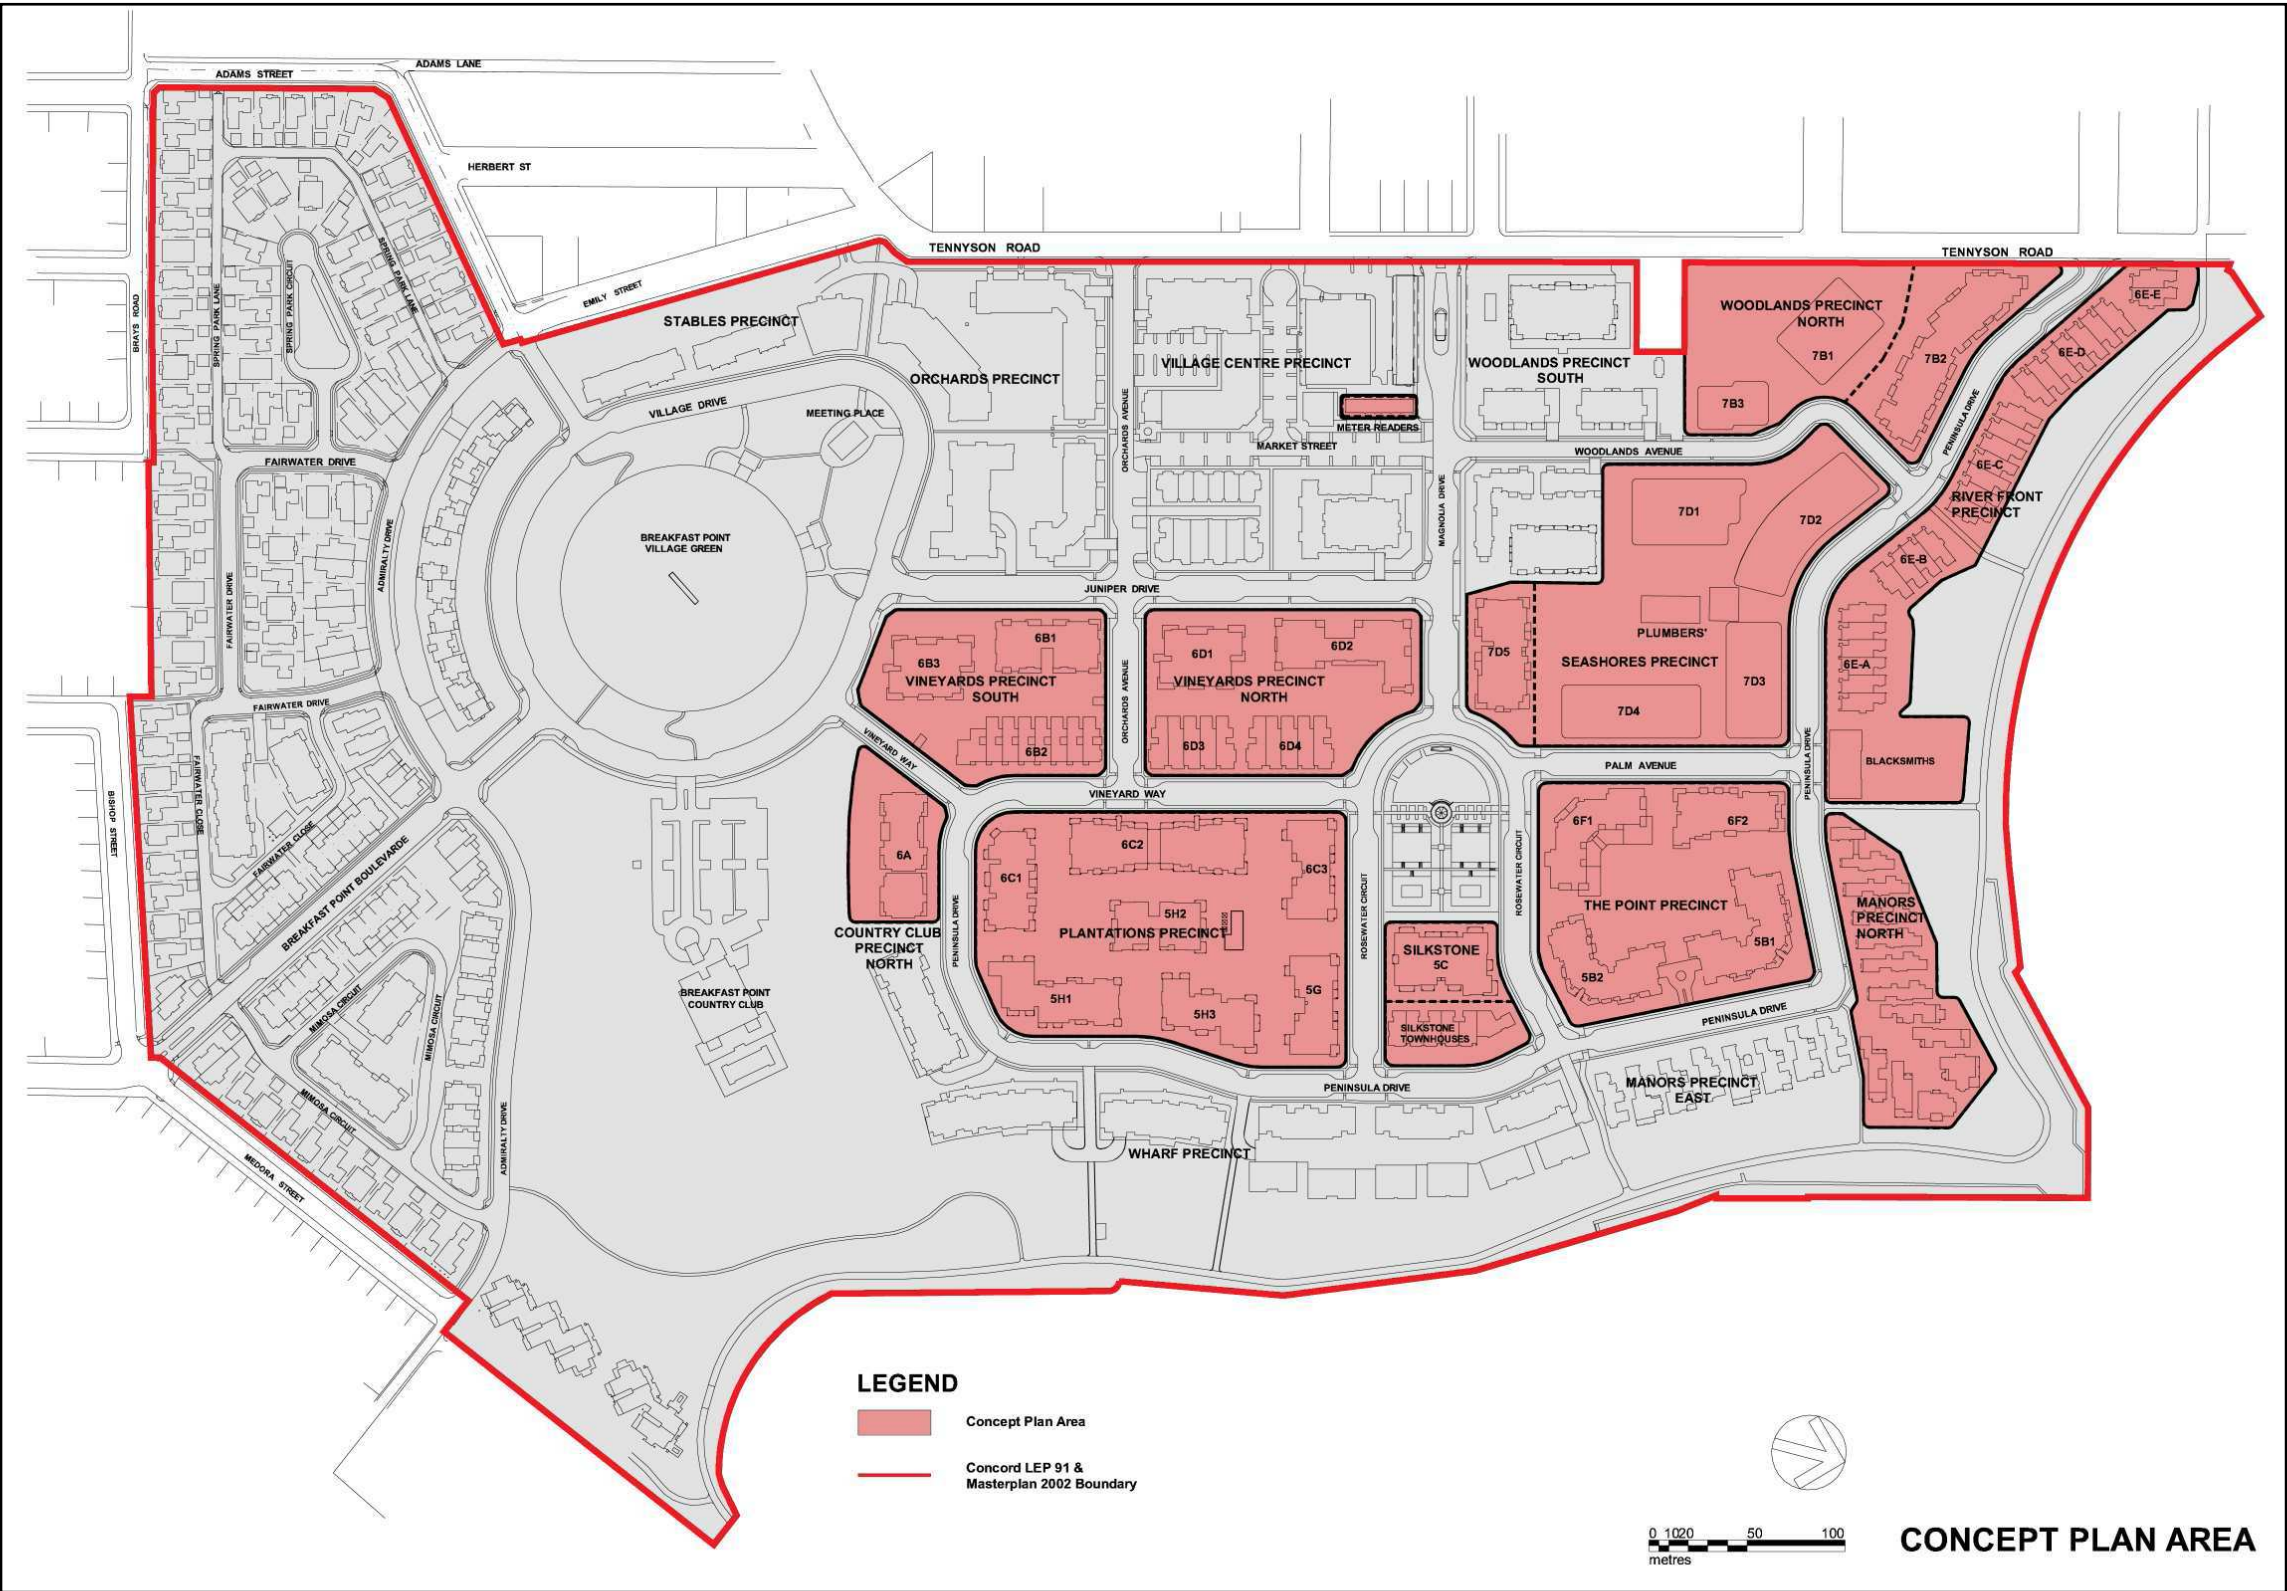 ADAMS LANE
ADAMS STREET
HERBERT ST
TENNYSON ROAD
TENNYSON ROAD
EMILY STREET
BRAYS ROAD
SPRING PARK LANE
SPRING PARK CIRCUIT
SPRING PARK LANE
STABLES PRECINCT
ORCHARDS PRECINCT
VILLAGE CENTRE PRECINCT
WOODLANDS PRECINCT
SOUTH
WOODLANDS PRECINCT
NORTH
7B1
7B2
7B3
6E-E
6E-D
6E-C
6E-B
6E-A
RIVER FRONT
PRECINCT
VILLAGE DRIVE
MEETING PLACE
ORCHARDS AVENUE
METER READERS
MARKET STREET
WOODLANDS AVENUE
PENINSULA DRIVE
MAGNOLIA DRIVE
FAIRWATER DRIVE
ADMIRALTY DRIVE
FAIRWATER DRIVE
FAIRWATER DRIVE
BREAKFAST POINT
VILLAGE GREEN
7D1
7D2
JUNIPER DRIVE
PLUMBERS'
SEASHORES PRECINCT
7D5
7D3
7D4
6B1
6B3
VINEYARDS PRECINCT
SOUTH
6B2
ORCHARDS AVENUE
6D1
6D2
VINEYARDS PRECINCT
NORTH
6D3
6D4
VINEYARD WAY
VINEYARD WAY
PALM AVENUE
PENINSULA DRIVE
BLACKSMITHS
BISHOP STREET
FAIRWATER CLOSE
FAIRWATER CLOSE
BREAKFAST POINT BOULEVARDE
6A
COUNTRY CLUB
PRECINCT
NORTH
PENINSULA DRIVE
6C1
6C2
6C3
5H2
PLANTATIONS PRECINCT
5H1
5H3
5G
ROSEWATER CIRCUIT
ROSEWATER CIRCUIT
SILKSTONE
5C
SILKSTONE
TOWNHOUSES
6F1
6F2
THE POINT PRECINCT
5B1
5B2
MANORS
PRECINCT
NORTH
PENINSULA DRIVE
BREAKFAST POINT
COUNTRY CLUB
MIMOSA CIRCUIT
MIMOSA CIRCUIT
MIMOSA CIRCUIT
ADMIRALTY DRIVE
MEDORA STREET
PENINSULA DRIVE
MANORS PRECINCT
EAST
WHARF PRECINCT
LEGEND
Concept Plan Area
Concord LEP 91 &
Masterplan 2002 Boundary
0 1020 50 100
metres
CONCEPT PLAN AREA